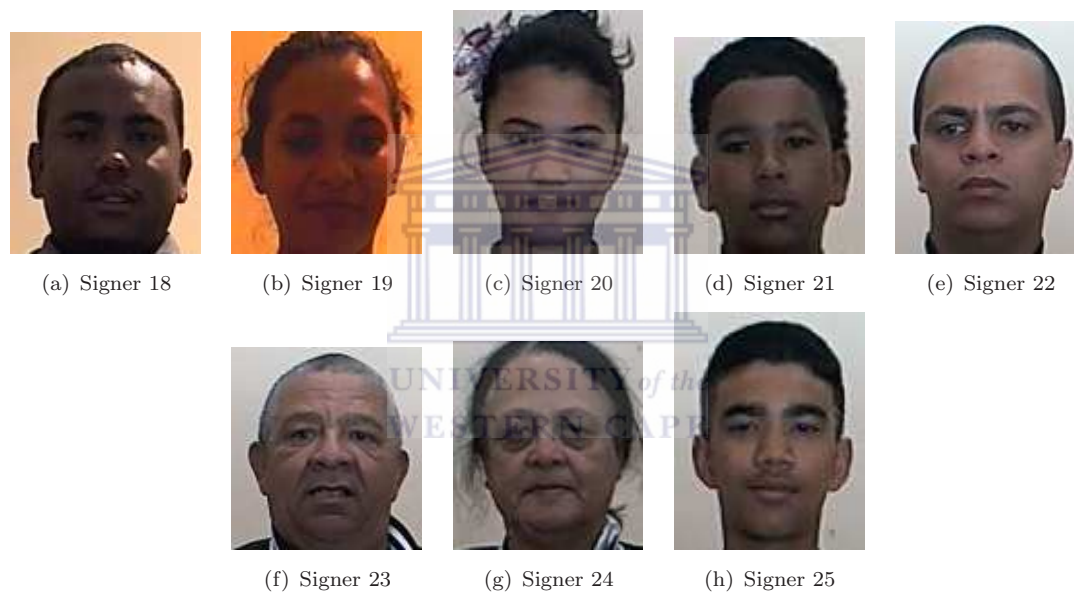 (a) Signer 18
(b) Signer 19
(c) Signer 20
(d) Signer 21
(e) Signer 22
UNIVERSITY of the
WESTERN CAPE
(f) Signer 23
(g) Signer 24
(h) Signer 25